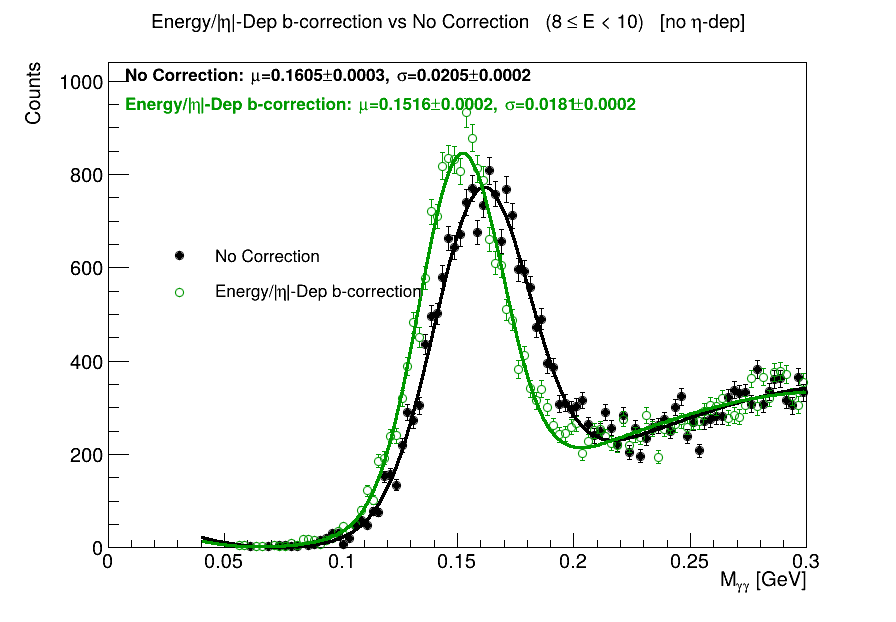 Energy/|η|-Dep b-correction vs No Correction (8 ≤ E < 10) [no η-dep]
Counts
No Correction: μ=0.1605±0.0003, σ=0.0205±0.0002
Energy/|η|-Dep b-correction: μ=0.1516±0.0002, σ=0.0181±0.0002
1000
800
600
400
200
0
No Correction
Energy/|η|-Dep b-correction
0 0.05 0.1 0.15 0.2 0.25 0.3
Mγγ [GeV]